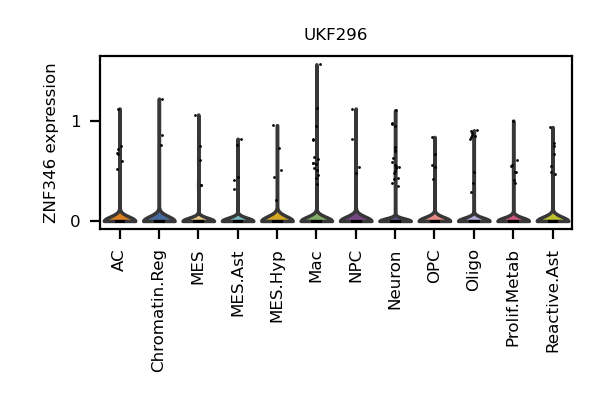 UKF296
ZNF346 expression
1
0
AC
Chromatin.Reg
MES
MES.Ast
MES.Hyp
Mac
NPC
Neuron
OPC
Oligo
Prolif.Metab
Reactive.Ast